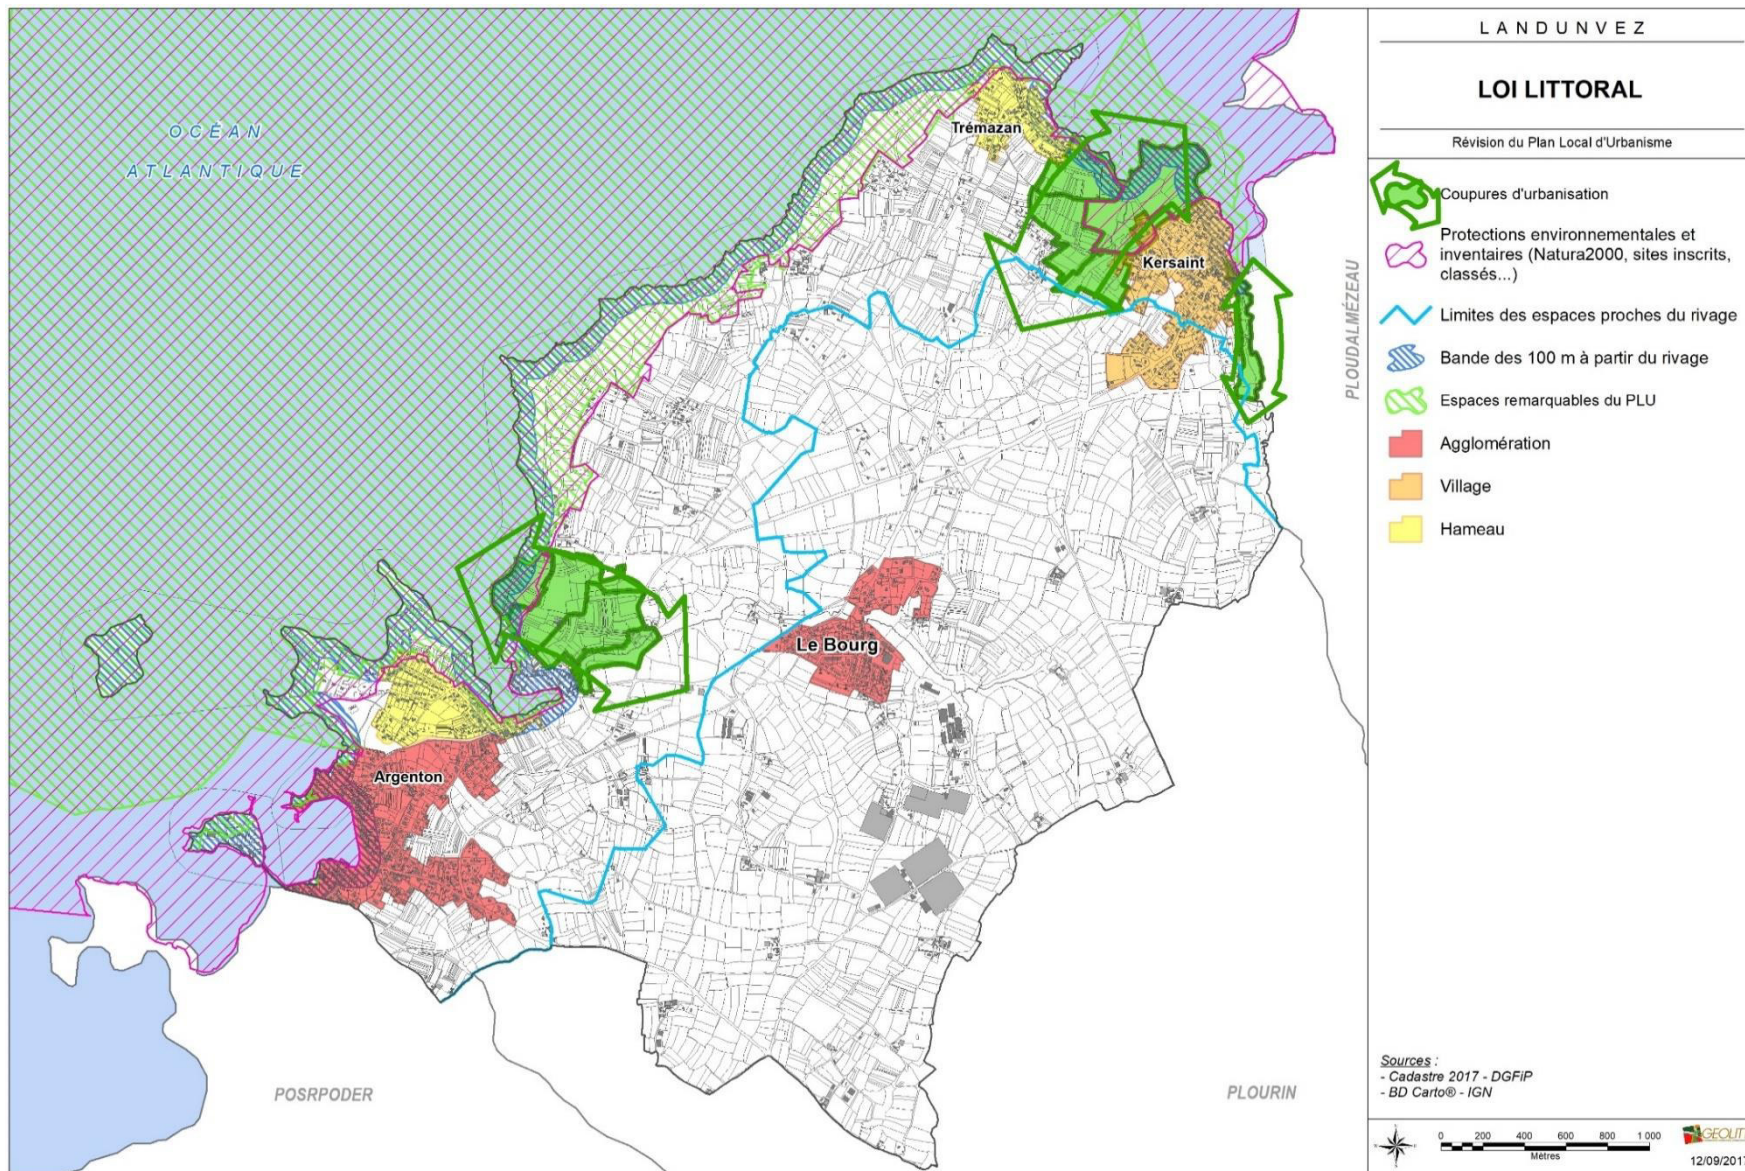 LANDUNVEZ
LOI LITTORAL
Révision du Plan Local d'Urbanisme
Coupures d'urbanisation
Protections environnementales et
inventaires (Natura2000, sites inscrits,
classés...)
Limites des espaces proches du rivage
Bande des 100 m à partir du rivage
Espaces remarquables du PLU
Agglomération
Village
Hameau
OCÉAN
ATLANTIQUE
Trémazan
Kersaint
PLOUDALMÉZEAU
Le Bourg
Argenton
POSRPODER
PLOURIN
Sources :
- Cadastre 2017 - DGFiP
- BD Carto® - IGN
0 200 400 600 800 1 000
Mètres
GEOLIT
12/09/2017